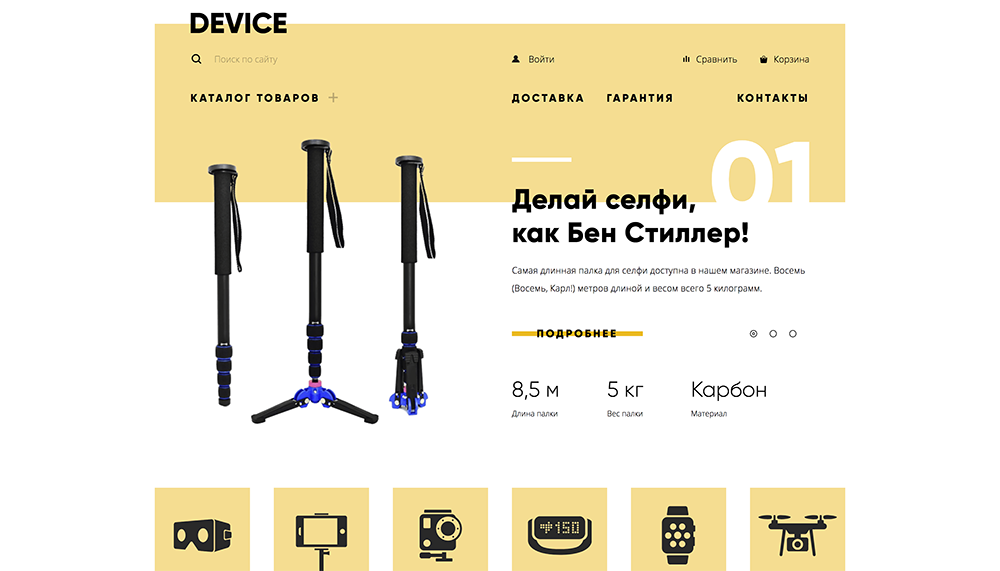 DEVICE
Поиск по сайту
Войти
Сравнить
Корзина
КАТАЛОГ ТОВАРОВ +
ДОСТАВКА
ГАРАНТИЯ
КОНТАКТЫ
01
Делай селфи,
как Бен Стиллер!
Самая длинная палка для селфи доступна в нашем магазине. Восемь
(Восемь, Карл!) метров длиной и весом всего 5 килограмм.
ПОДРОБНЕЕ
8,5 м
5 кг
Карбон
Длина палки
Вес палки
Материал
150